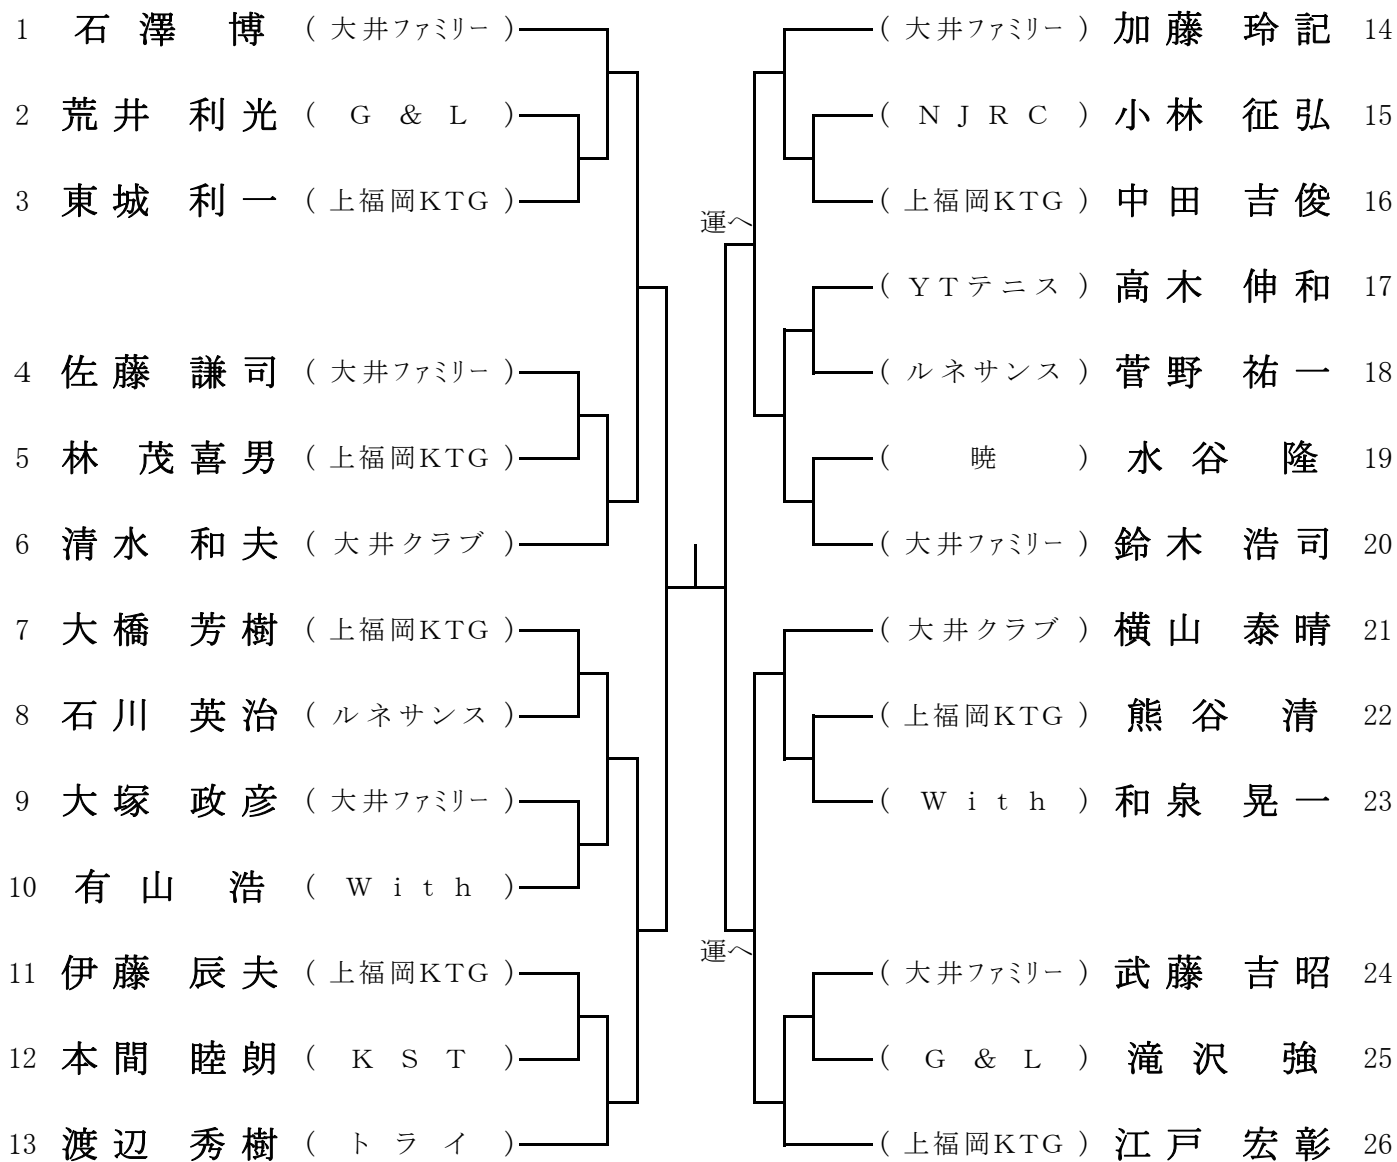 1 石澤 博 (大井ファミリー)
2 荒井 利光 (G&L)
3 東城 利一 (上福岡KTG)
4 佐藤 謙司 (大井ファミリー)
5 林 茂喜男 (上福岡KTG)
6 清水 和夫 (大井クラブ)
7 大橋 芳樹 (上福岡KTG)
8 石川 英治 (ルネサンス)
9 大塚 政彦 (大井ファミリー)
10 有山 浩 (With)
11 伊藤 辰夫 (上福岡KTG)
12 本間 睦朗 (KST)
13 渡辺 秀樹 (トライ)
運へ
運へ
(大井ファミリー) 加藤 玲記 14
(NJRC) 小林 征弘 15
(上福岡KTG) 中田 吉俊 16
(YTテニス) 高木 伸和 17
(ルネサンス) 菅野 祐一 18
(暁) 水谷 隆 19
(大井ファミリー) 鈴木 浩司 20
(大井クラブ) 横山 泰晴 21
(上福岡KTG) 熊谷 清 22
(With) 和泉 晃一 23
(大井ファミリー) 武藤 吉昭 24
(G&L) 滝沢 強 25
(上福岡KTG) 江戸 宏彰 26